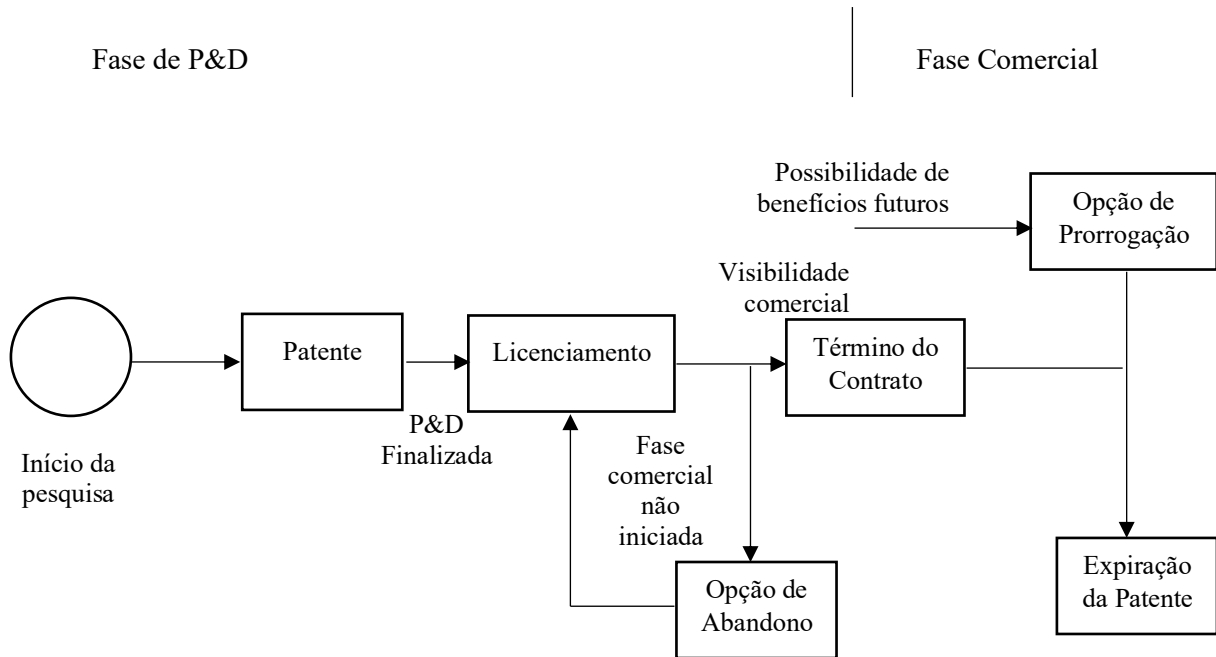 Fase de P&D
Fase Comercial
Possibilidade de
benefícios futuros
Opção de
Prorrogação
Visibilidade
comercial
Patente
Licenciamento
Término do
Contrato
P&D
Finalizada
Início da
pesquisa
Fase
comercial
não
iniciada
Opção de
Abandono
Expiração
da Patente